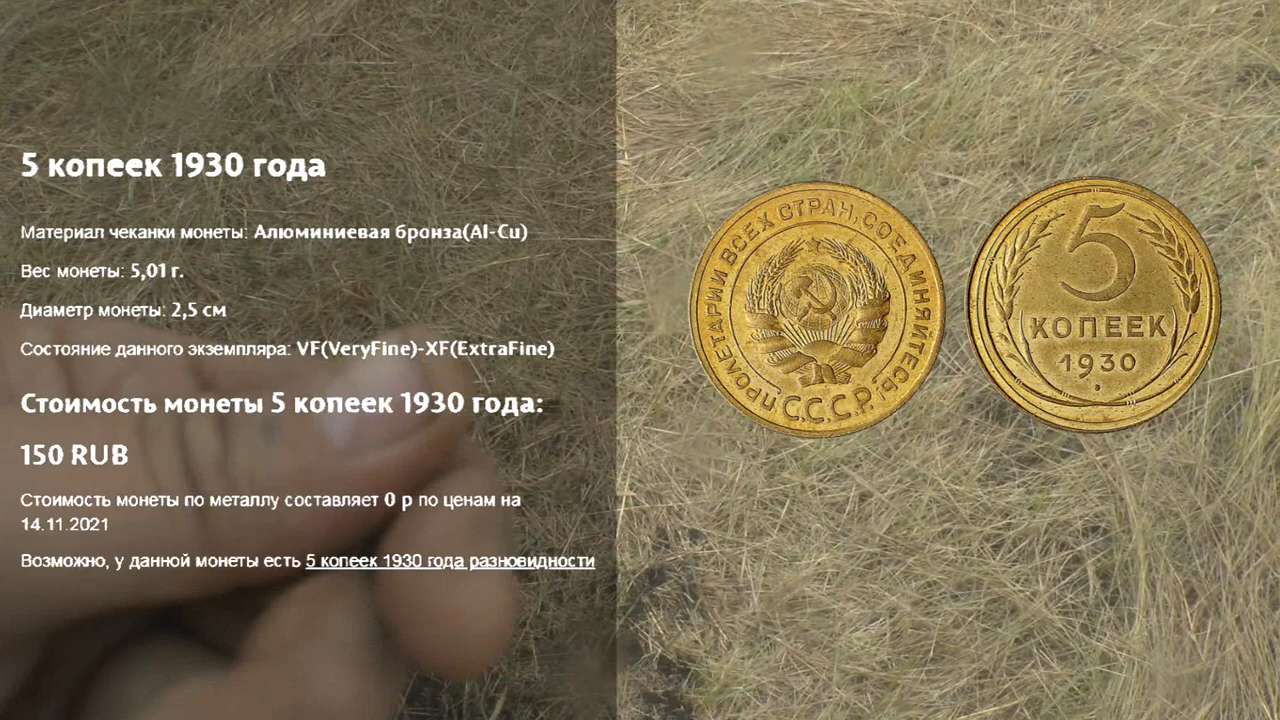 5 копеек 1930 года
Материал чеканки монеты: Алюминиевая бронза(Al-Cu)
Вес монеты: 5,01 г.
Диаметр монеты: 2,5 см
Состояние данного экземпляра: VF(VeryFine)-XF(ExtraFine)
Стоимость монеты 5 копеек 1930 года:
150 RUB
Стоимость монеты по металлу составляет 0 р по ценам на
14.11.2021
Возможно, у данной монеты есть 5 копеек 1930 года разновидности
ПРОЛЕТАРИИ ВСЕХ СТРАН, СОЕДИНЯЙТЕСЬ!
С.С.С.Р.
5
КОПЕЕК
1930